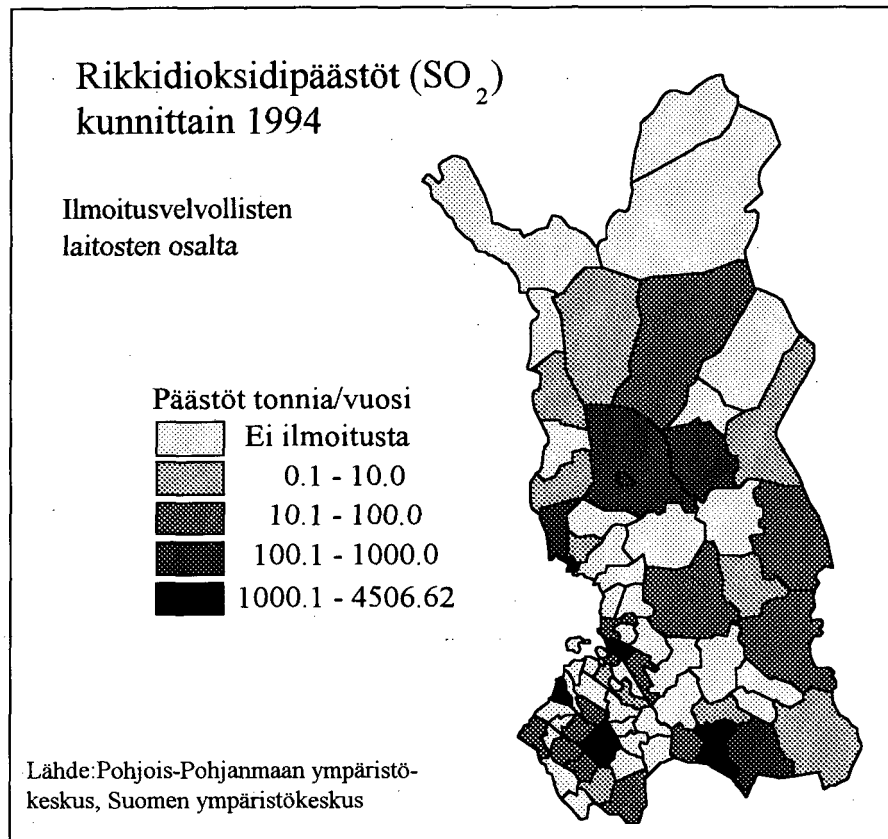 Rikkidioksidipäästöt (SO₂)
kunnittain 1994
Ilmoitusvelvollisten
laitosten osalta
Päästöt tonnia/vuosi
Ei ilmoitusta
0.1 - 10.0
10.1 - 100.0
100.1 - 1000.0
1000.1 - 4506.62
Lähde:Pohjois-Pohjanmaan ympäristö-
keskus, Suomen ympäristökeskus